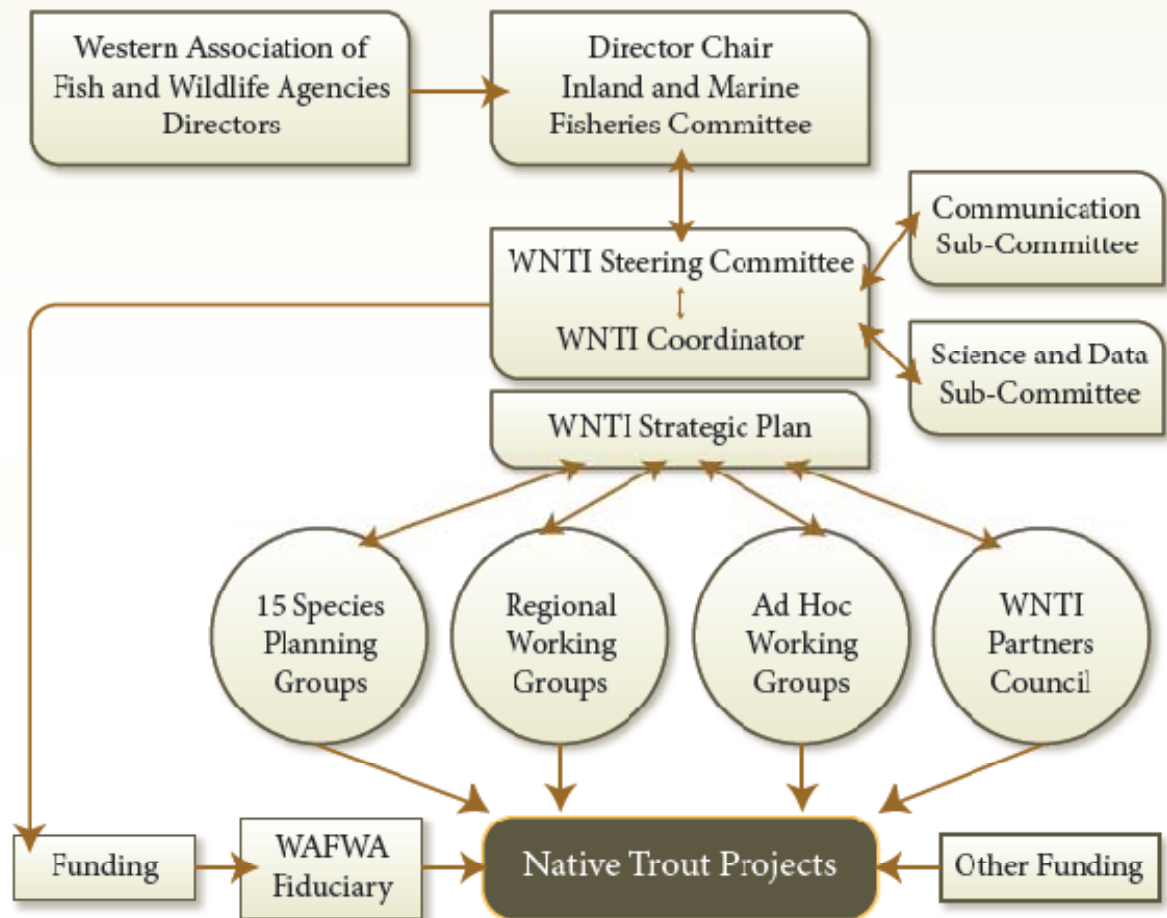 Western Association of
Fish and Wildlife Agencies
Directors
Director Chair
Inland and Marine
Fisheries Committee
Communication
Sub-Committee
WNTI Steering Committee
WNTI Coordinator
Science and Data
Sub-Committee
WNTI Strategic Plan
15 Species
Planning
Groups
Regional
Working
Groups
Ad Hoc
Working
Groups
WNTI
Partners
Council
Funding
WAFWA
Fiduciary
Native Trout Projects
Other Funding